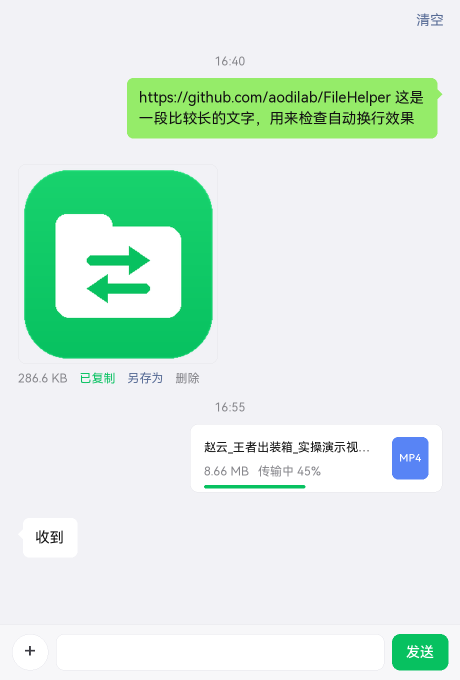 清空
16:40
https://github.com/aodilab/FileHelper 这是
一段比较长的文字，用来检查自动换行效果
286.6 KB 已复制 另存为 删除
16:55
赵云_王者出装箱_实操演示视...
MP4
8.66 MB 传输中 45%
收到
+
发送